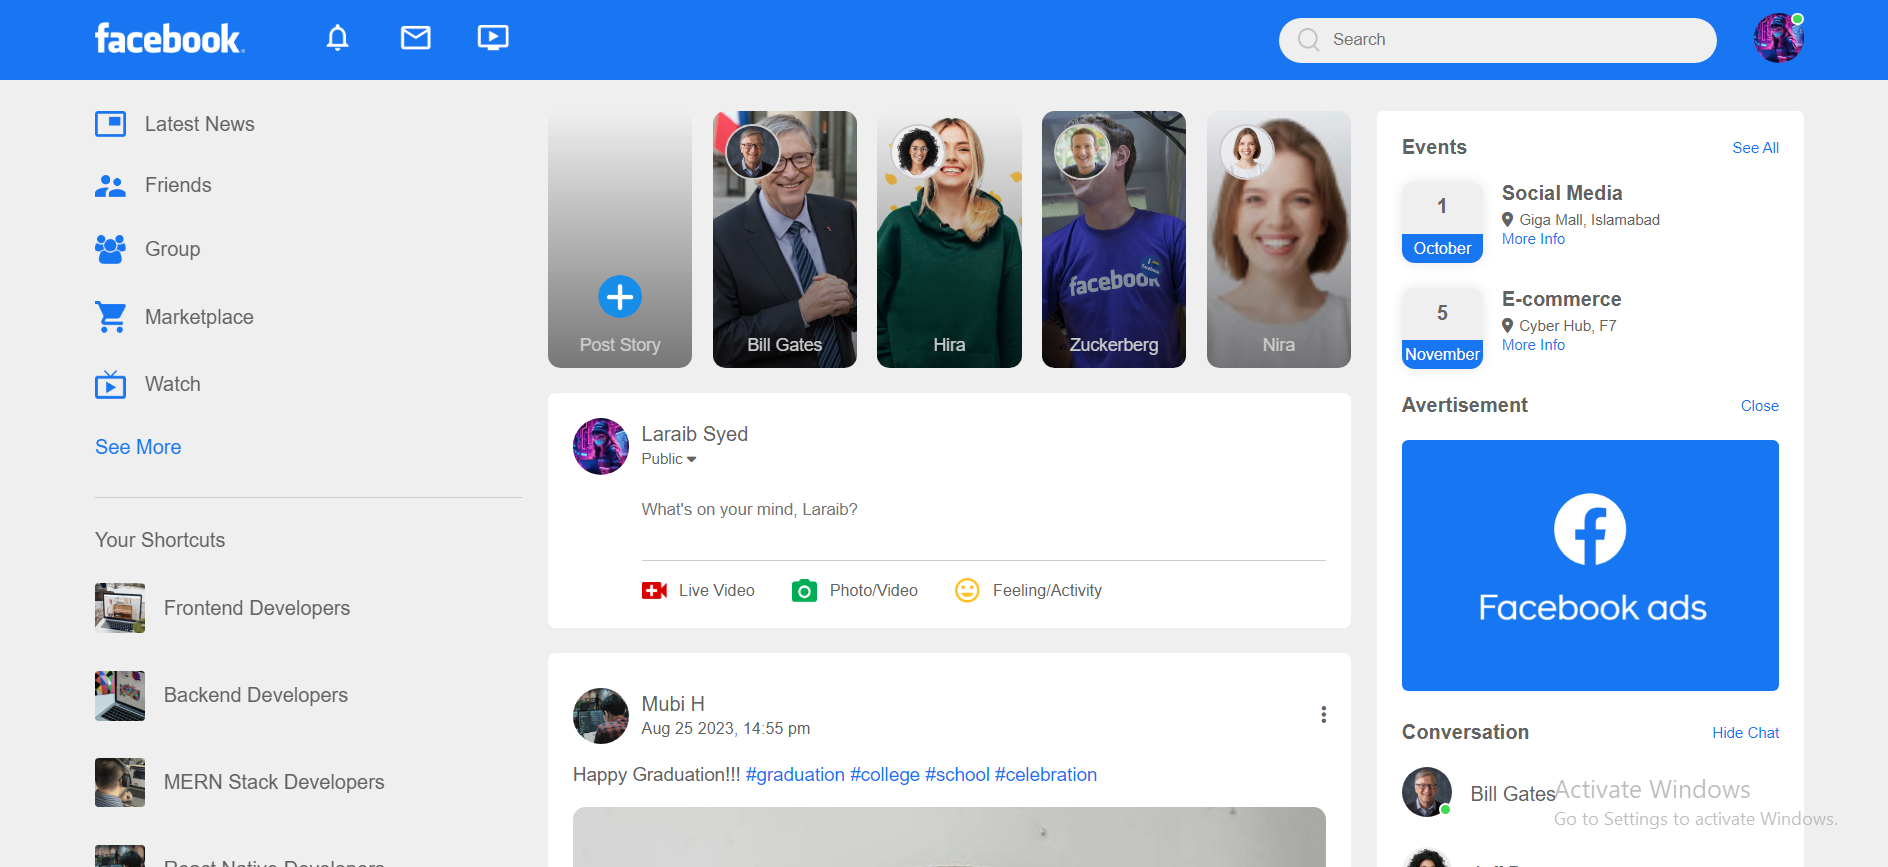 facebook
Search
Latest News
Friends
Group
Marketplace
Watch
See More
Your Shortcuts
Frontend Developers
Backend Developers
MERN Stack Developers
React Native Developers
Post Story
Bill Gates
Hira
facebook
Zuckerberg
Nira
Laraib Syed
Public
What's on your mind, Laraib?
Live Video
Photo/Video
Feeling/Activity
Mubi H
Aug 25 2023, 14:55 pm
Happy Graduation!!! #graduation #college #school #celebration
Events
See All
1
October
Social Media
Giga Mall, Islamabad
More Info
5
November
E-commerce
Cyber Hub, F7
More Info
Avertisement
Close
Facebook ads
Conversation
Hide Chat
Bill Gates
Activate Windows
Go to Settings to activate Windows.